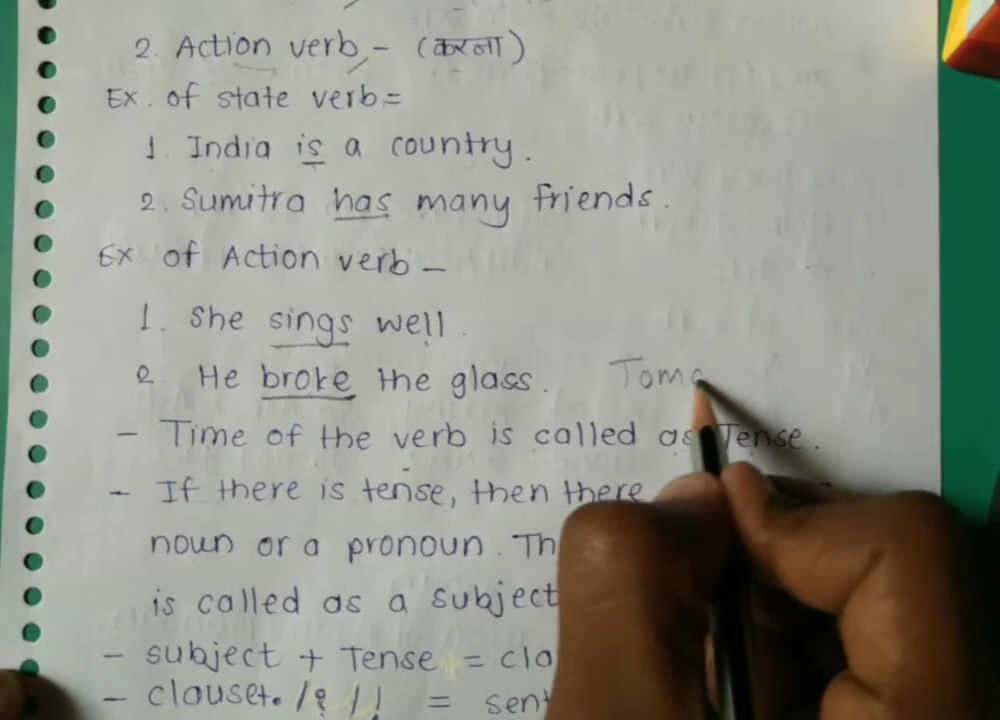 2. Action verb,- (करना)
Ex. of state verb=
1. India is a country.
2. Sumitra has many friends.
Ex of Action verb -
1. She sings well.
2 He broke the glass. Tom
- Time of the verb is called as Tense.
- If there is tense, then there
noun or a pronoun. Th
is called as a subject
- subject + Tense = cla
- clause+. /? /! = sent